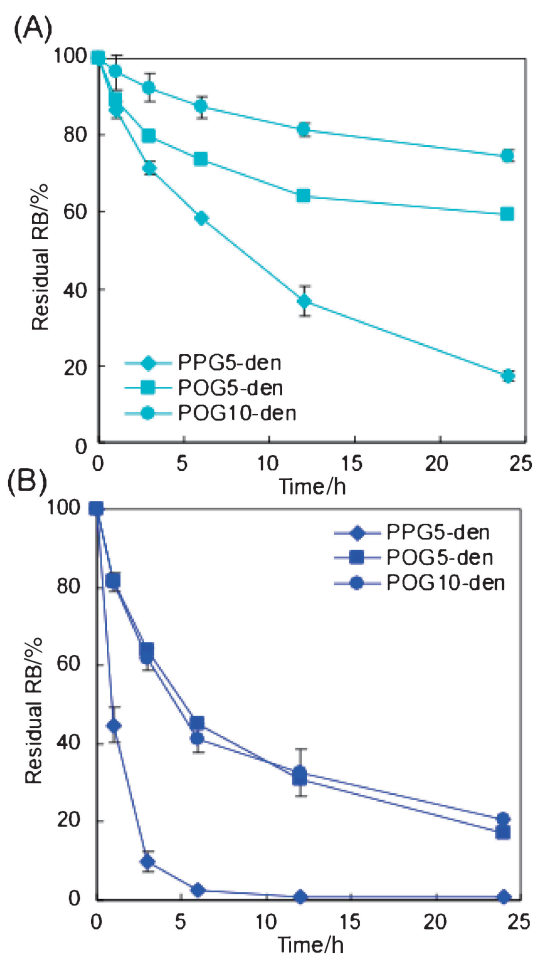 (A)
100
80
60
40
20
0
Residual RB/%
PPG5-den
POG5-den
POG10-den
0 5 10 15 20 25
Time/h
(B)
100
80
60
40
20
0
Residual RB/%
PPG5-den
POG5-den
POG10-den
0 5 10 15 20 25
Time/h